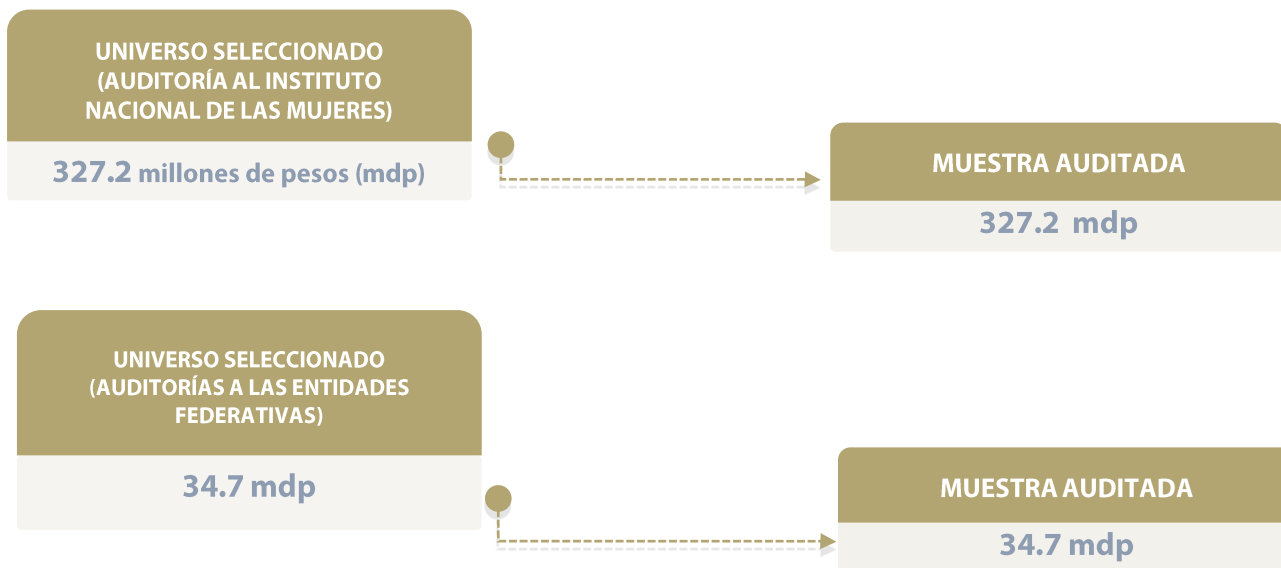 UNIVERSO SELECCIONADO
(AUDITORÍA AL INSTITUTO
NACIONAL DE LAS MUJERES)
327.2 millones de pesos (mdp)
MUESTRA AUDITADA
327.2 mdp
UNIVERSO SELECCIONADO
(AUDITORÍAS A LAS ENTIDADES
FEDERATIVAS)
34.7 mdp
MUESTRA AUDITADA
34.7 mdp